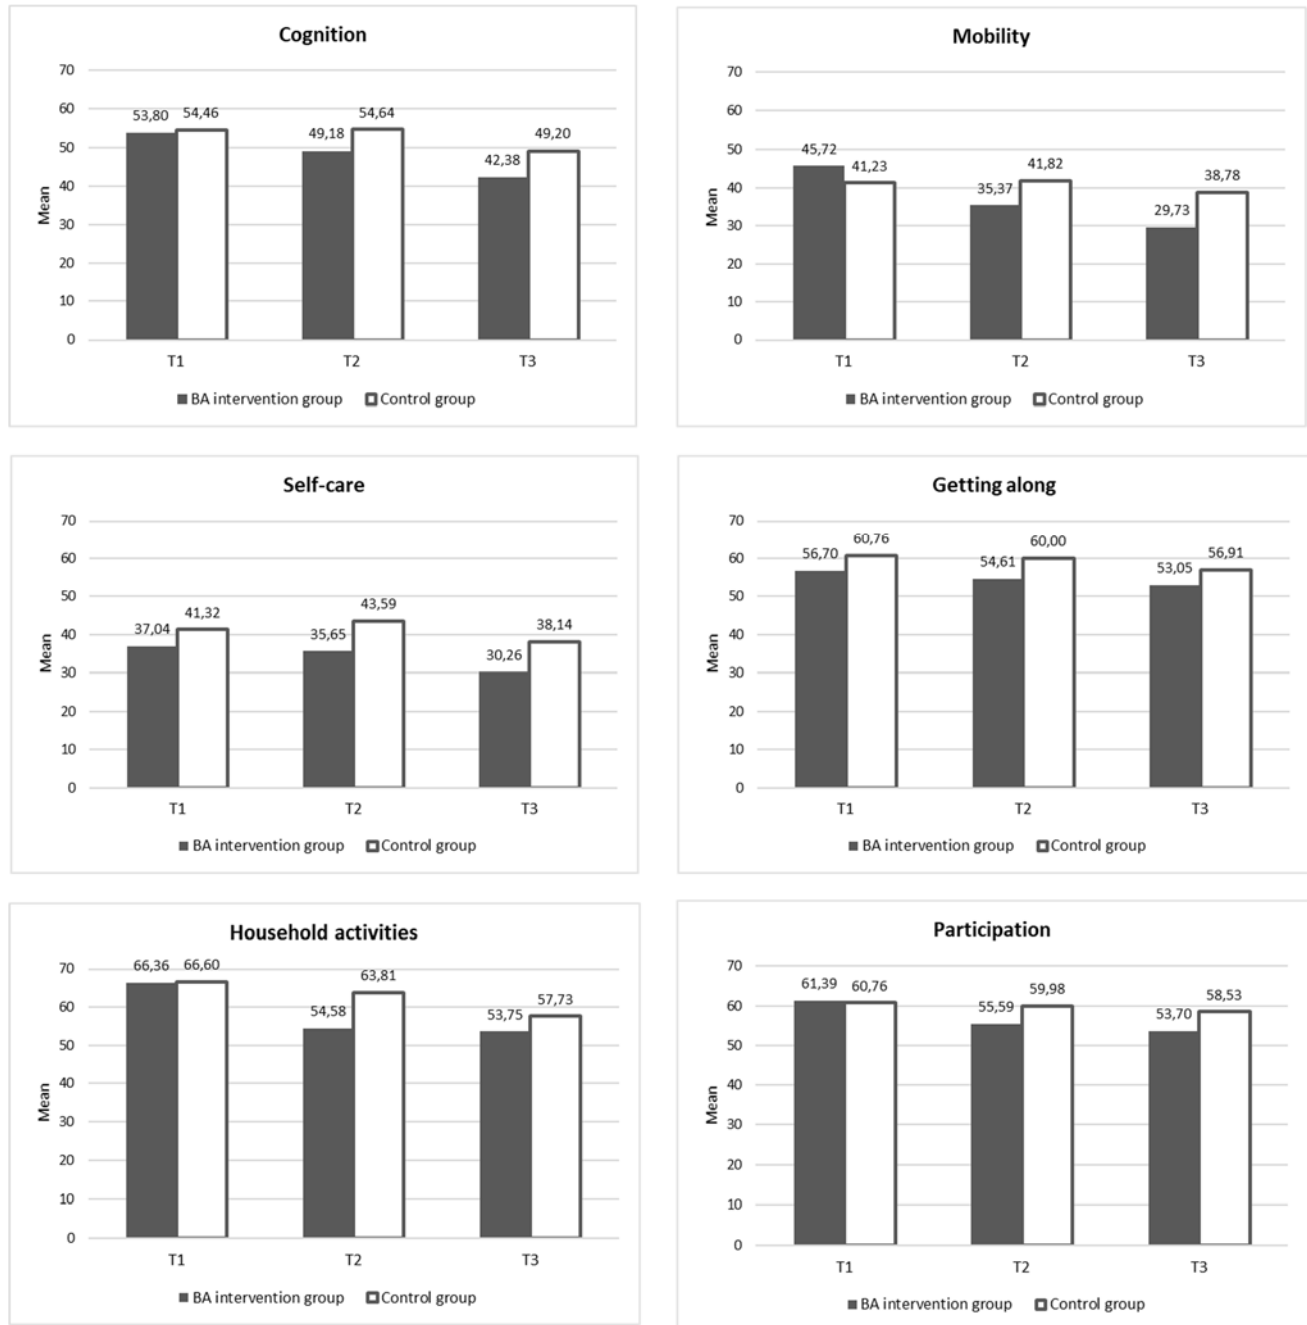 Cognition
70
60
50
40
30
20
10
0
Mean
53,80
54,46
49,18
54,64
42,38
49,20
T1
T2
T3
BA intervention group
Control group
Mobility
70
60
50
40
30
20
10
0
Mean
45,72
41,23
35,37
41,82
29,73
38,78
T1
T2
T3
BA intervention group
Control group
Self-care
70
60
50
40
30
20
10
0
Mean
37,04
41,32
35,65
43,59
30,26
38,14
T1
T2
T3
BA intervention group
Control group
Getting along
70
60
50
40
30
20
10
0
Mean
56,70
60,76
54,61
60,00
53,05
56,91
T1
T2
T3
BA intervention group
Control group
Household activities
70
60
50
40
30
20
10
0
Mean
66,36
66,60
54,58
63,81
53,75
57,73
T1
T2
T3
BA intervention group
Control group
Participation
70
60
50
40
30
20
10
0
Mean
61,39
60,76
55,59
59,98
53,70
58,53
T1
T2
T3
BA intervention group
Control group